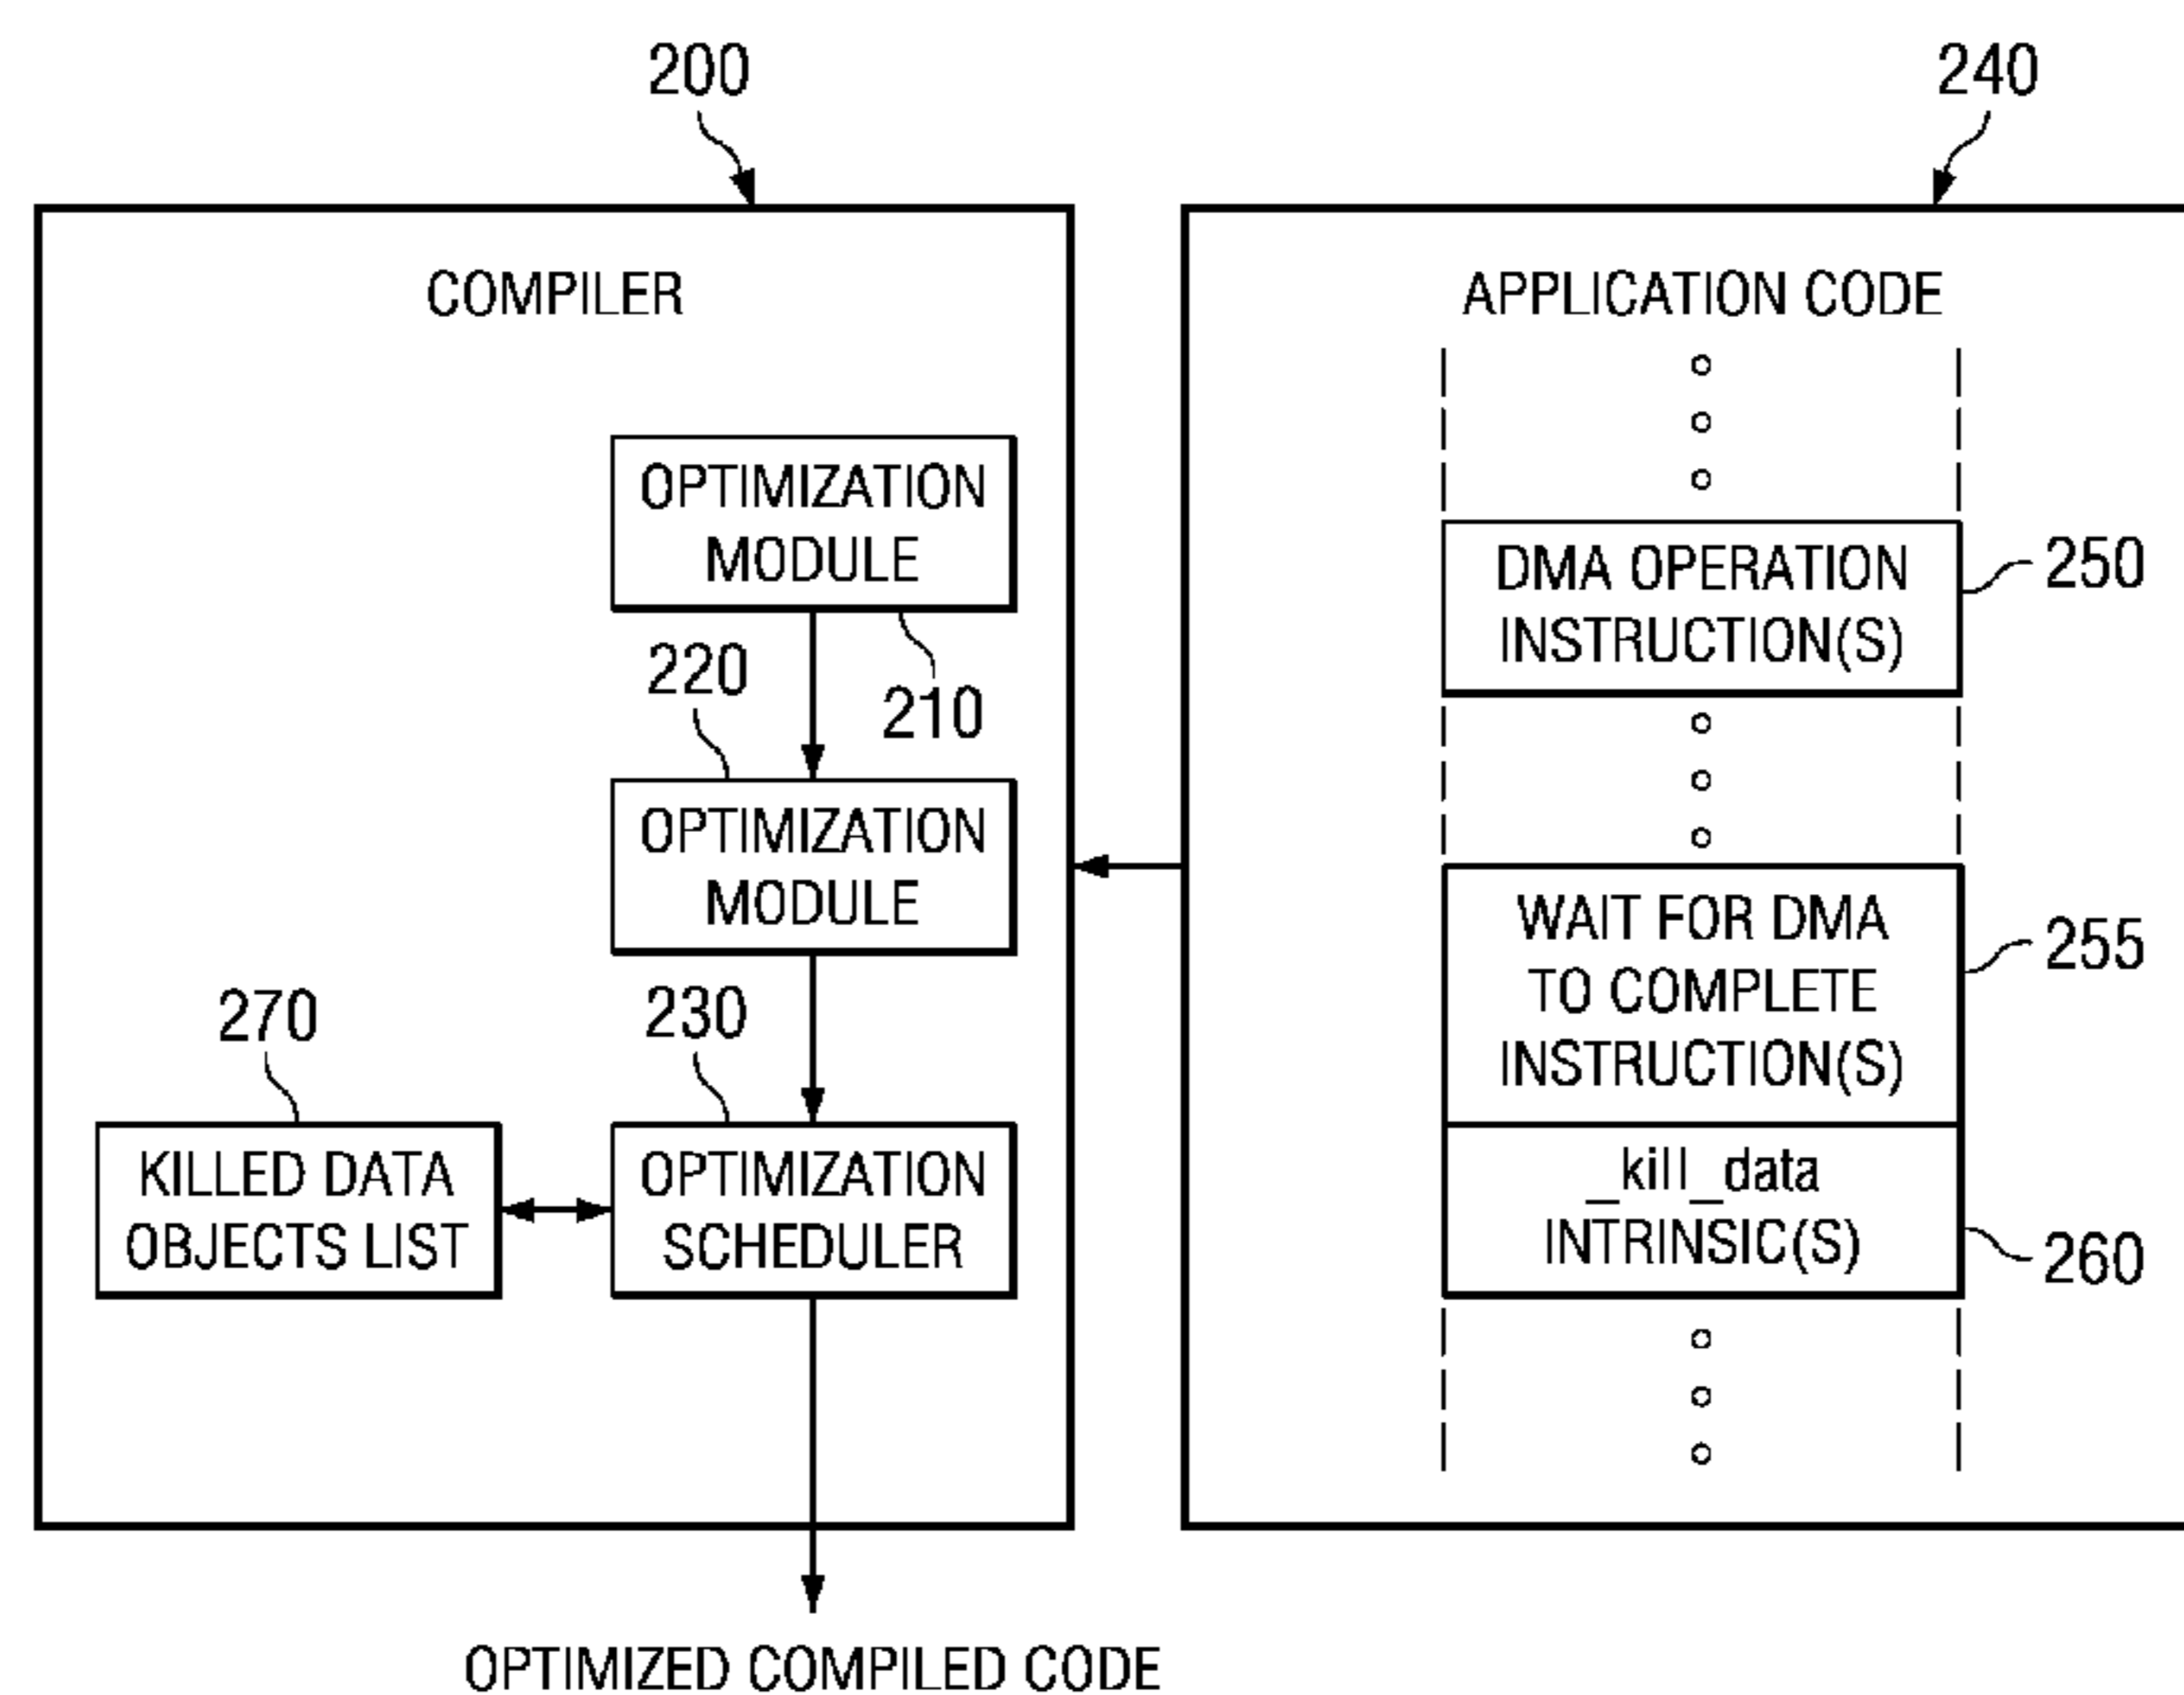 200
240
COMPILER
APPLICATION CODE
OPTIMIZATION
MODULE
210
220
OPTIMIZATION
MODULE
230
270
KILLED DATA
OBJECTS LIST
OPTIMIZATION
SCHEDULER
DMA OPERATION
INSTRUCTION(S)
250
WAIT FOR DMA
TO COMPLETE
INSTRUCTION(S)
255
_kill_data
INTRINSIC(S)
260
OPTIMIZED COMPILED CODE